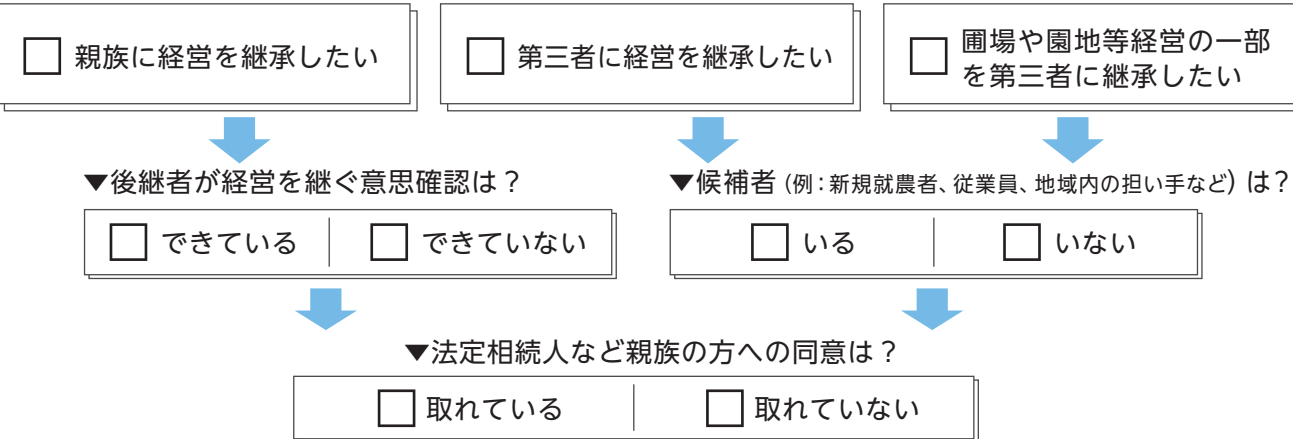 □ 親族に経営を継承したい
□ 第三者に経営を継承したい
□ 圃場や園地等経営の一部
を第三者に継承したい
▼後継者が経営を継ぐ意思確認は？
▼候補者（例：新規就農者、従業員、地域内の担い手など）は？
□ できている □ できていない
□ いる □ いない
▼法定相続人など親族の方への同意は？
□ 取れている □ 取れていない